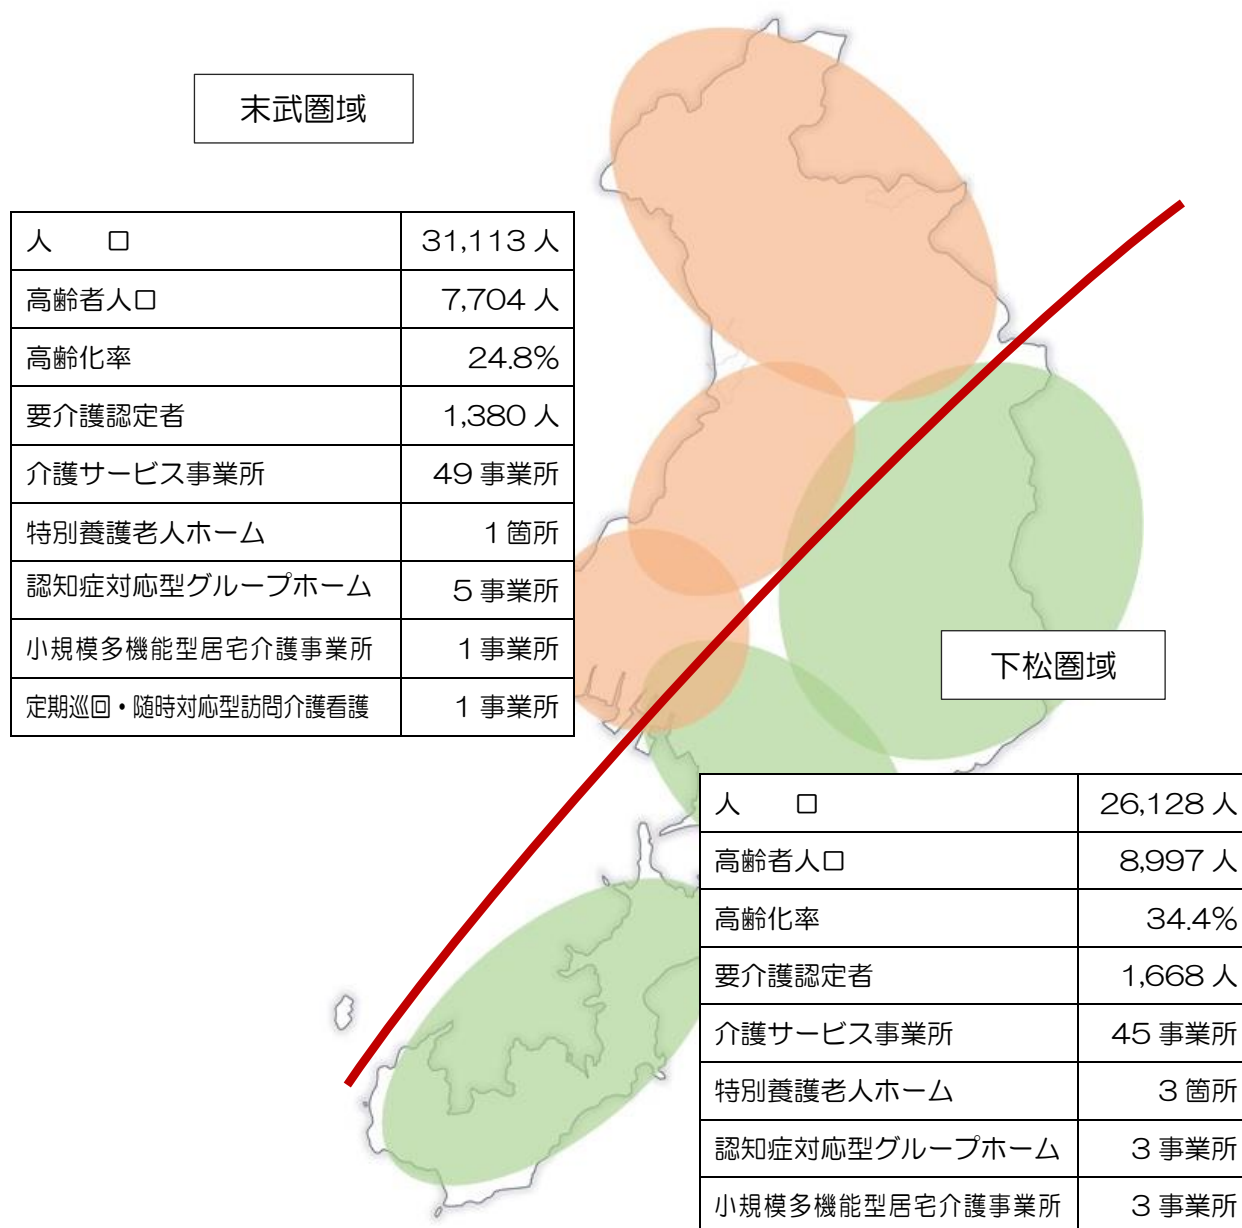 末武圏域
人　　口 31,113 人
高齢者人口 7,704 人
高齢化率 24.8%
要介護認定者 1,380 人
介護サービス事業所 49 事業所
特別養護老人ホーム 1 箇所
認知症対応型グループホーム 5 事業所
小規模多機能型居宅介護事業所 1 事業所
定期巡回・随時対応型訪問介護看護 1 事業所
下松圏域
人　　口 26,128 人
高齢者人口 8,997 人
高齢化率 34.4%
要介護認定者 1,668 人
介護サービス事業所 45 事業所
特別養護老人ホーム 3 箇所
認知症対応型グループホーム 3 事業所
小規模多機能型居宅介護事業所 3 事業所